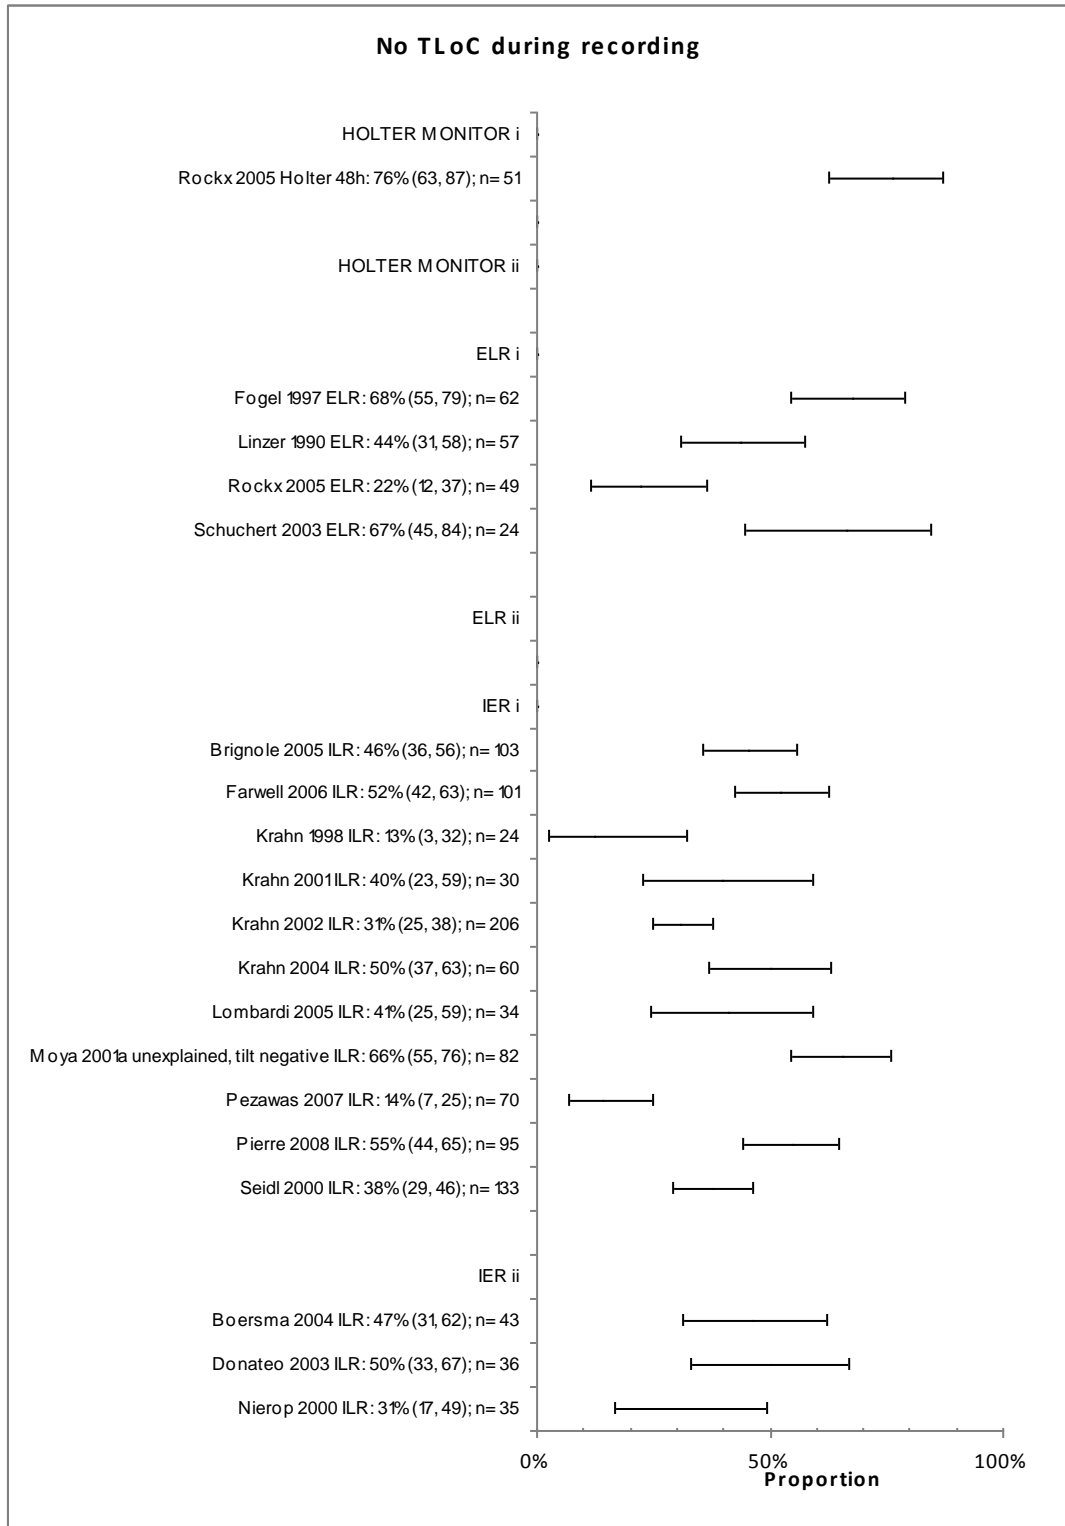 No TLoC during recording
HOLTER MONITOR i
Rockx 2005 Holter 48h: 76% (63, 87); n= 51
HOLTER MONITOR ii
ELR i
Fogel 1997 ELR: 68% (55, 79); n= 62
Linzer 1990 ELR: 44% (31, 58); n= 57
Rockx 2005 ELR: 22% (12, 37); n= 49
Schuchert 2003 ELR: 67% (45, 84); n= 24
ELR ii
IER i
Brignole 2005 ILR: 46% (36, 56); n= 103
Farwell 2006 ILR: 52% (42, 63); n= 101
Krahn 1998 ILR: 13% (3, 32); n= 24
Krahn 2001 ILR: 40% (23, 59); n= 30
Krahn 2002 ILR: 31% (25, 38); n= 206
Krahn 2004 ILR: 50% (37, 63); n= 60
Lombardi 2005 ILR: 41% (25, 59); n= 34
Moya 2001a unexplained, tilt negative ILR: 66% (55, 76); n= 82
Pezawas 2007 ILR: 14% (7, 25); n= 70
Pierre 2008 ILR: 55% (44, 65); n= 95
Seidl 2000 ILR: 38% (29, 46); n= 133
IER ii
Boersma 2004 ILR: 47% (31, 62); n= 43
Donateo 2003 ILR: 50% (33, 67); n= 36
Nierop 2000 ILR: 31% (17, 49); n= 35
0% 50% 100%
Proportion